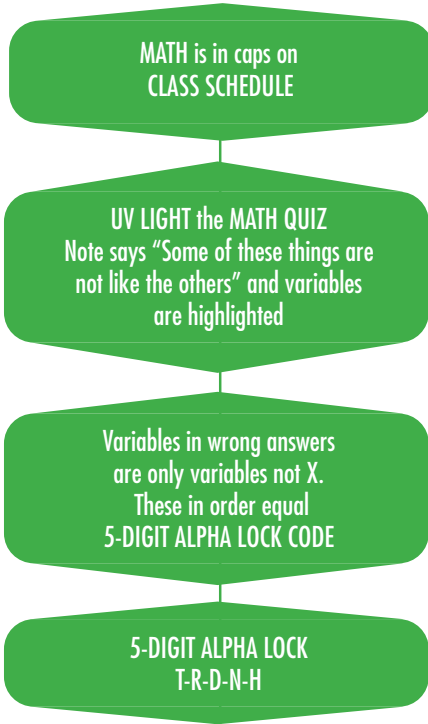 MATH is in caps on
CLASS SCHEDULE
UV LIGHT the MATH QUIZ
Note says “Some of these things are
not like the others” and variables
are highlighted
Variables in wrong answers
are only variables not X.
These in order equal
5-DIGIT ALPHA LOCK CODE
5-DIGIT ALPHA LOCK
T-R-D-N-H